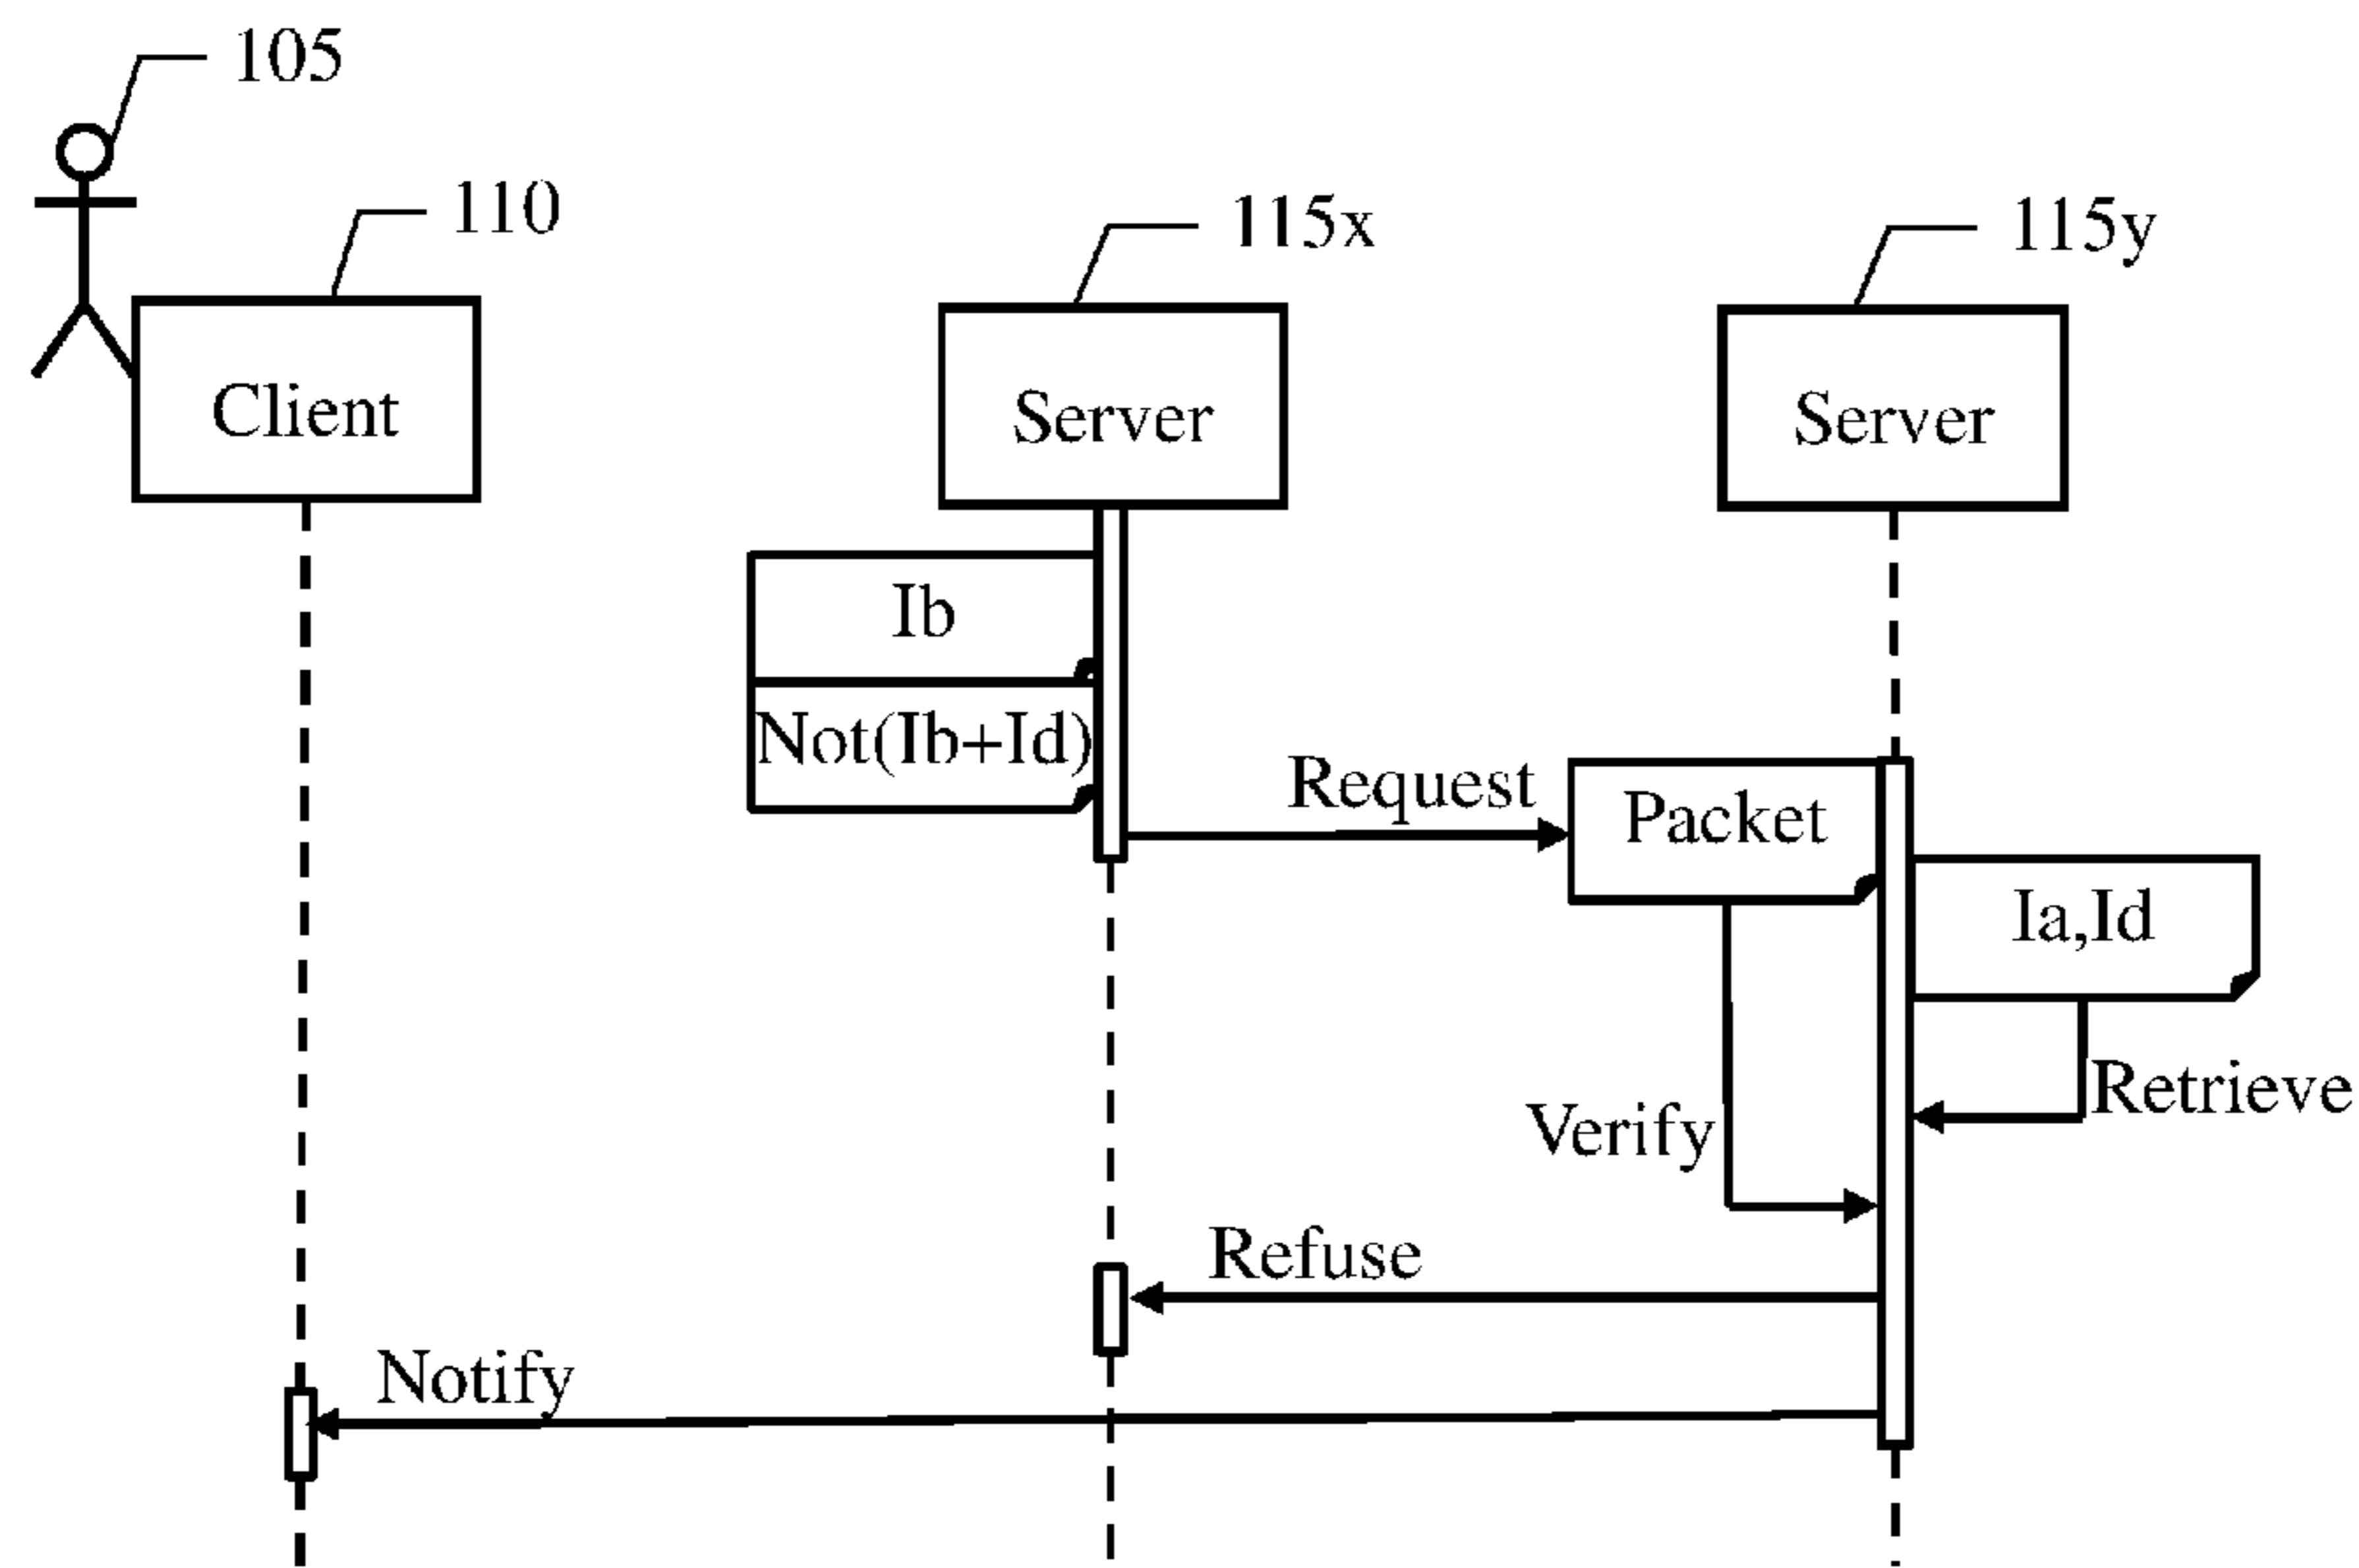 105
110
115x
115y
Client
Server
Server
Ib
Not(Ib+Id)
Request
Packet
Ia,Id
Retrieve
Verify
Refuse
Notify